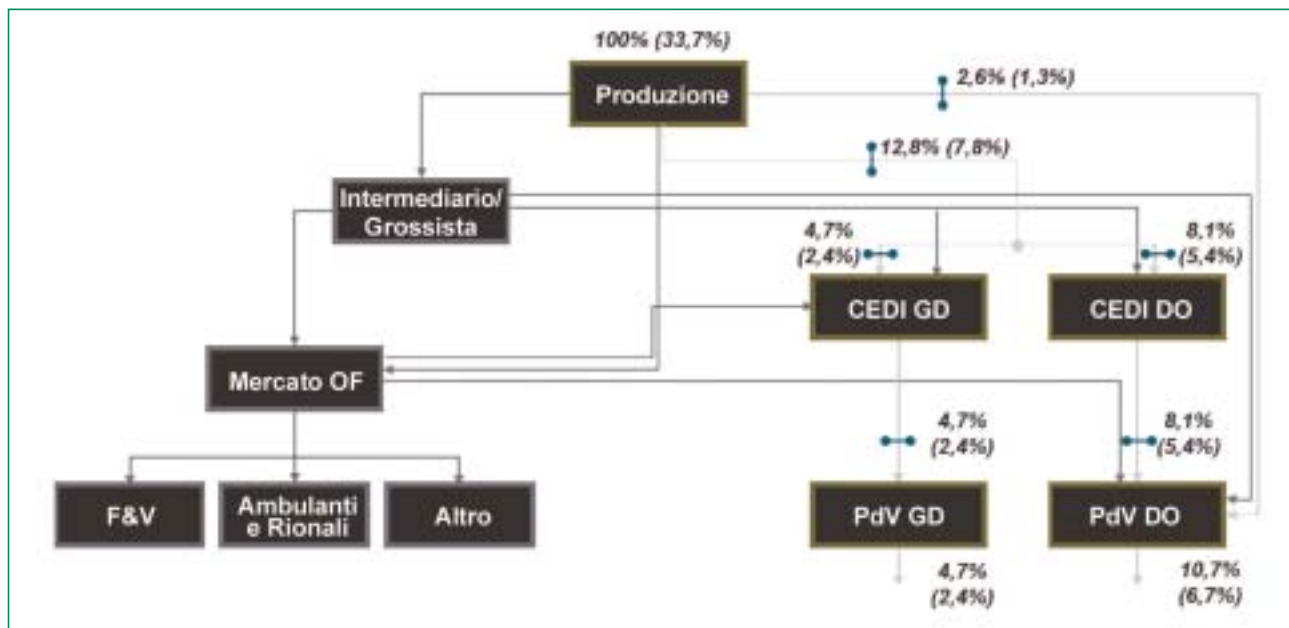 100% (33,7%)
Produzione
2,6% (1,3%)
12,8% (7,8%)
Intermediario/
Grossista
4,7%
(2,4%)
8,1%
(5,4%)
CEDI GD
CEDI DO
Mercato OF
4,7%
(2,4%)
8,1%
(5,4%)
F&V
Ambulanti
e Rionali
Altro
PdV GD
PdV DO
4,7%
(2,4%)
10,7%
(6,7%)